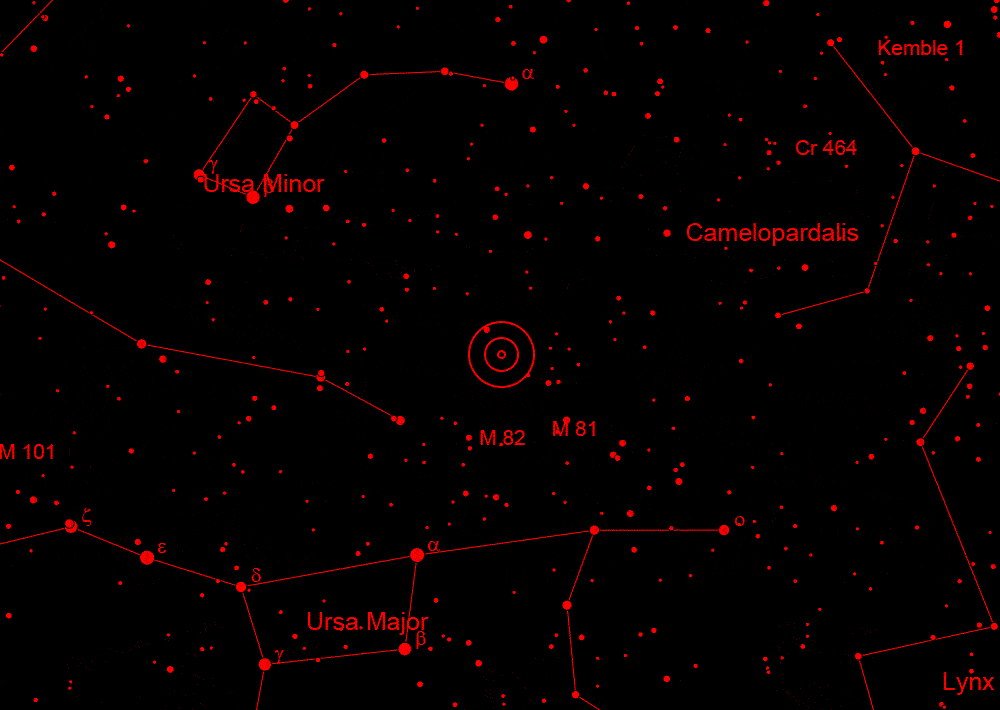 Kemble 1
α
Cr 464
γ
Ursa Minor
β
Camelopardalis
M 82
M 81
M 101
ζ
ε
δ
α
ο
Ursa Major
β
γ
Lynx